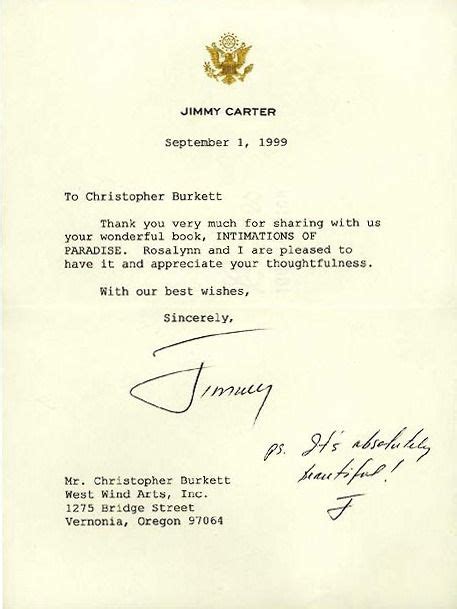 JIMMY CARTER
September 1, 1999
To Christopher Burkett
Thank you very much for sharing with us
your wonderful book, INTIMATIONS OF
PARADISE. Rosalynn and I are pleased to
have it and appreciate your thoughtfulness.
With our best wishes,
Sincerely,
Jimmy
ps. It's absolutely
beautiful!
J
Mr. Christopher Burkett
West Wind Arts, Inc.
1275 Bridge Street
Vernonia, Oregon 97064